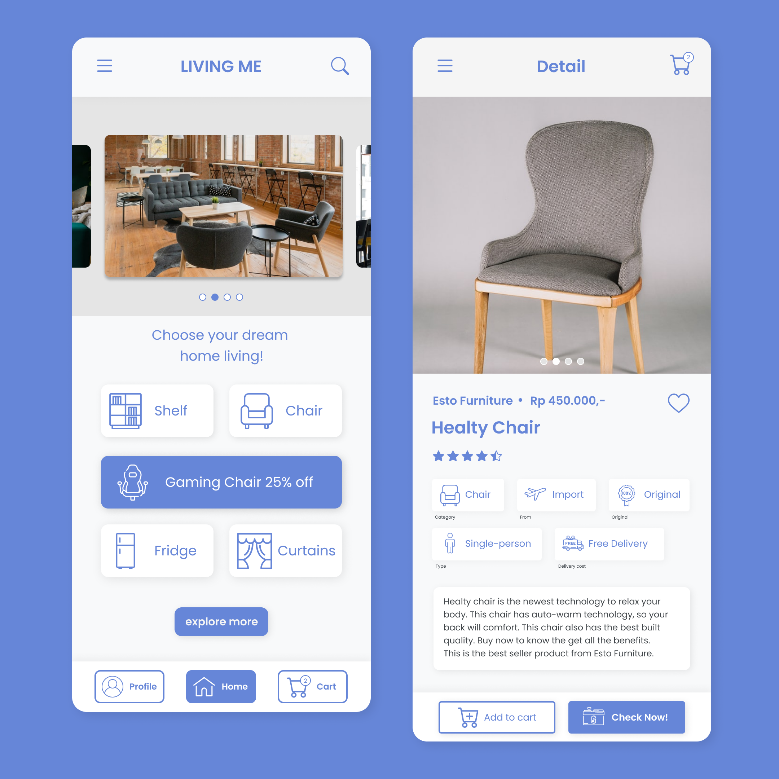 LIVING ME
Choose your dream
home living!
Shelf
Chair
Gaming Chair 25% off
Fridge
Curtains
explore more
Profile
Home
2
Cart
Detail
2
Esto Furniture • Rp 450.000,-
Healty Chair
Chair
Import
Original
Category
From
Original
Single-person
FREE
Free Delivery
Type
Delivery cost
Healty chair is the newest technology to relax your
body. This chair has auto-warm technology, so your
back will comfort. This chair also has the best built
quality. Buy now to know the get all the benefits.
This is the best seller product from Esto Furniture.
Add to cart
Check Now!